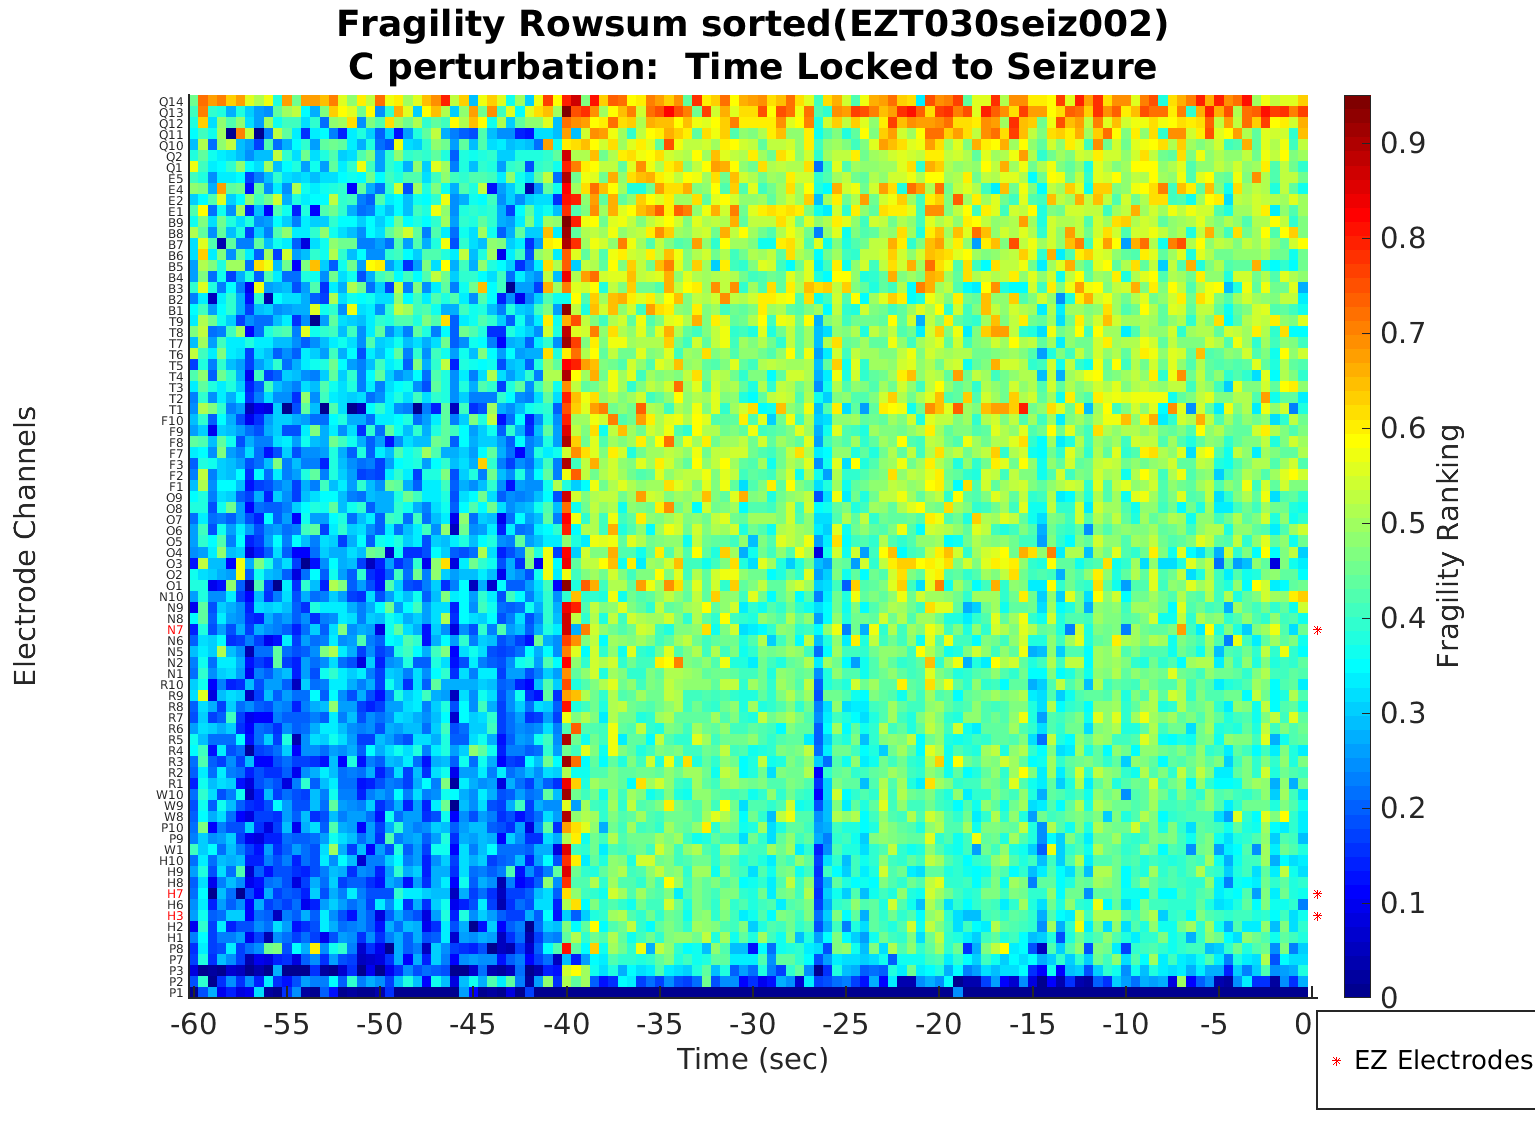 Fragility Rowsum sorted(EZT030seiz002)
C perturbation:  Time Locked to Seizure
Electrode Channels
Q14
Q13
Q12
Q11
Q10
Q2
Q1
E5
E4
E2
E1
B9
B8
B7
B6
B5
B4
B3
B2
B1
T9
T8
T7
T6
T5
T4
T3
T2
T1
F10
F9
F8
F7
F3
F2
F1
O9
O8
O7
O6
O5
O4
O3
O2
O1
N10
N9
N8
N7
N6
N5
N2
N1
R10
R9
R8
R7
R6
R5
R4
R3
R2
R1
W10
W9
W8
P10
P9
W1
H10
H9
H8
H7
H6
H3
H2
H1
P8
P7
P3
P2
P1
-60 -55 -50 -45 -40 -35 -30 -25 -20 -15 -10 -5 0
Time (sec)
0.9
0.8
0.7
0.6
0.5
0.4
0.3
0.2
0.1
0
Fragility Ranking
EZ Electrodes